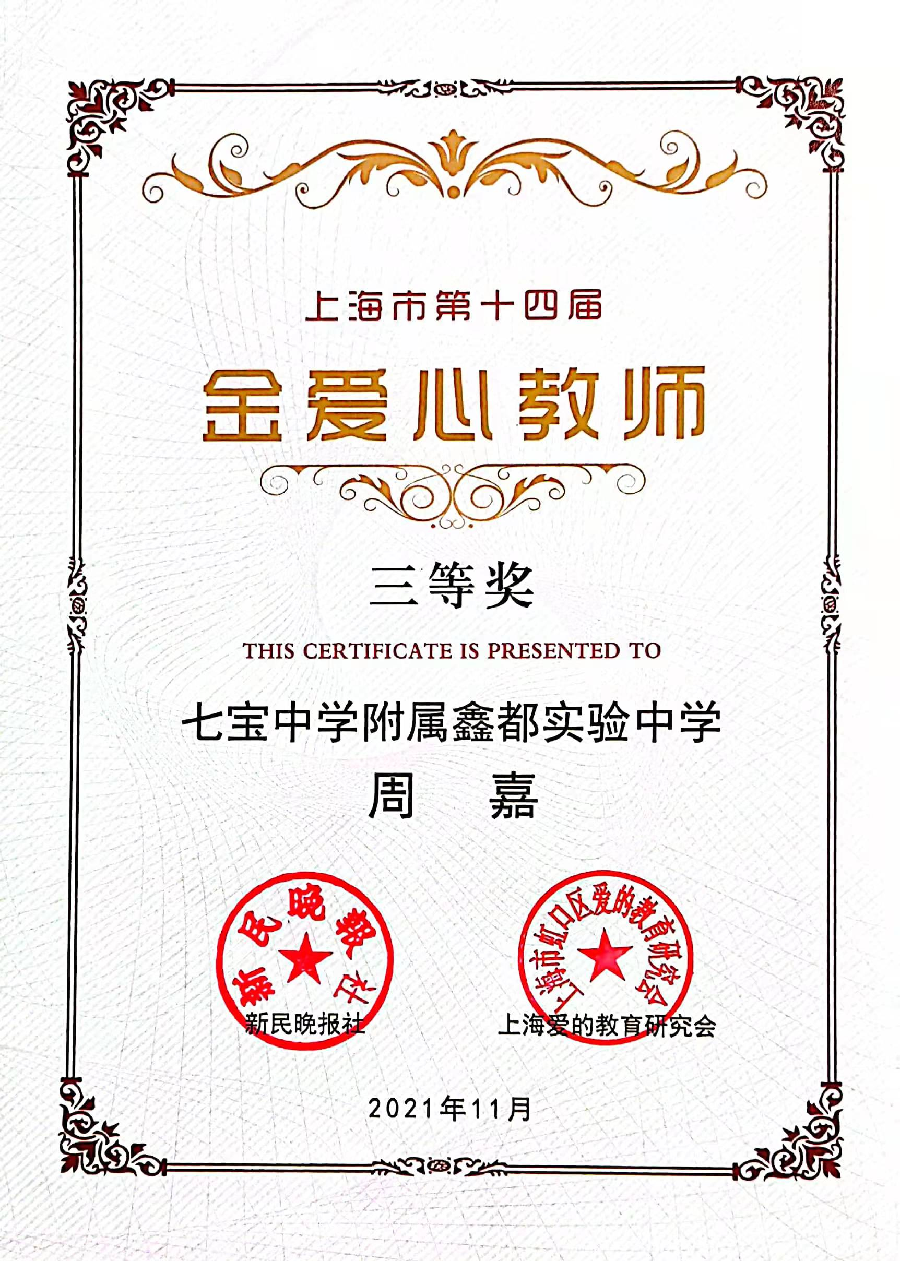 上海市第十四届
金爱心教师
三等奖
THIS CERTIFICATE IS PRESENTED TO
七宝中学附属鑫都实验中学
周 嘉
新民晚報社
上海市虹口区爱的教育研究会
新民晚报社
上海爱的教育研究会
2021年11月